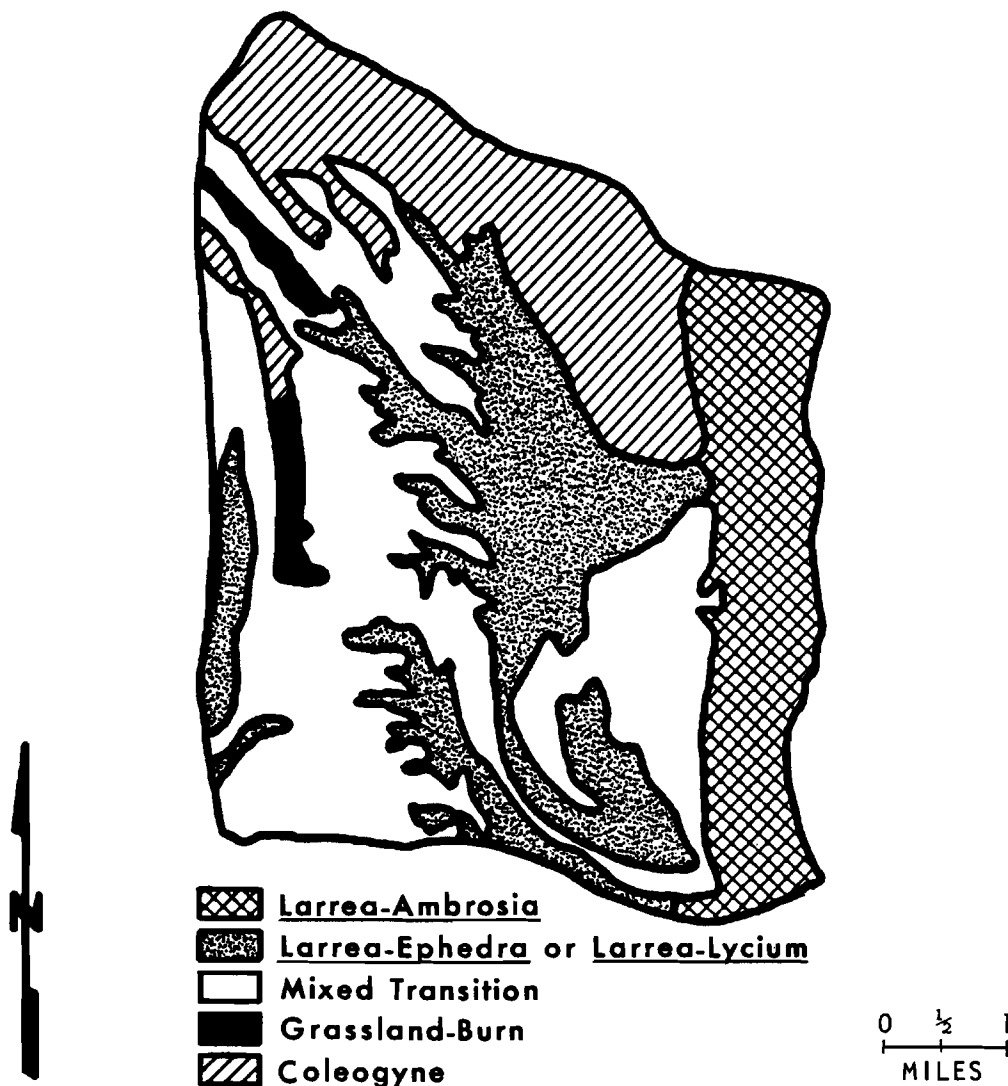 N
Larrea-Ambrosia
Larrea-Ephedra or Larrea-Lycium
Mixed Transition
Grassland-Burn
Coleogyne
0 ½ 1
MILES